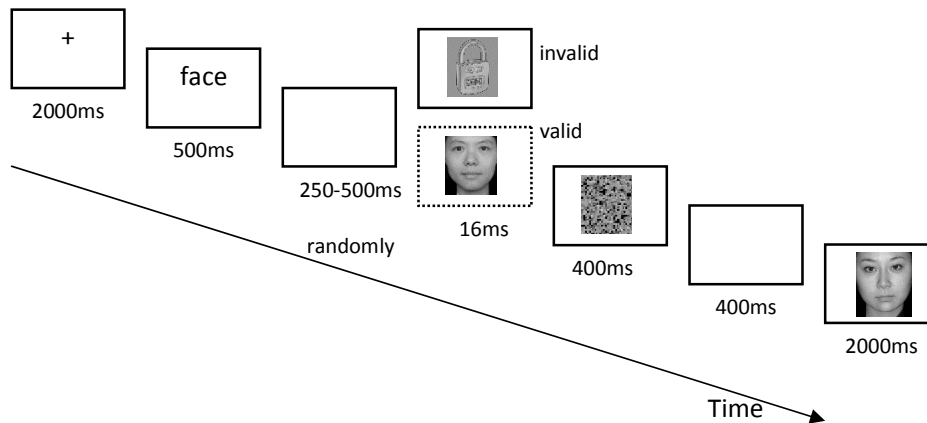 +
2000ms
face
500ms
250-500ms
randomly
invalid
valid
16ms
400ms
400ms
2000ms
Time